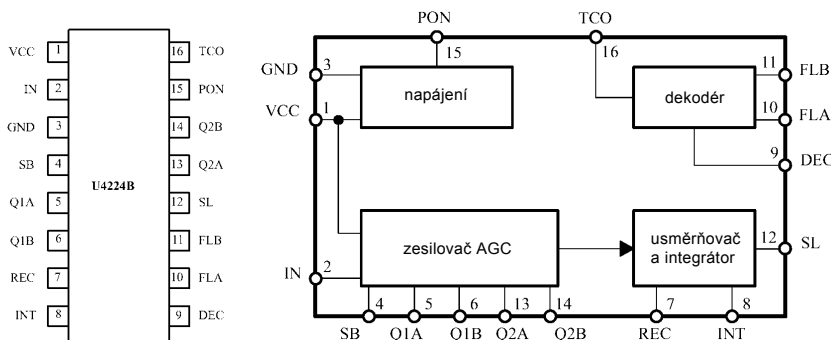 VCC 1 16 TCO
IN 2 15 PON
GND 3 14 Q2B
SB 4 13 Q2A
U4224B
Q1A 5 12 SL
Q1B 6 11 FLB
REC 7 10 FLA
INT 8 9 DEC
PON TCO
15 16
GND 3 11 FLB
napájení dekodér
VCC 1 10 FLA
9 DEC
zesilovač AGC
usměrňovač
a integrátor
12 SL
IN 2
4 5 6 13 14 7 8
SB Q1A Q1B Q2A Q2B REC INT